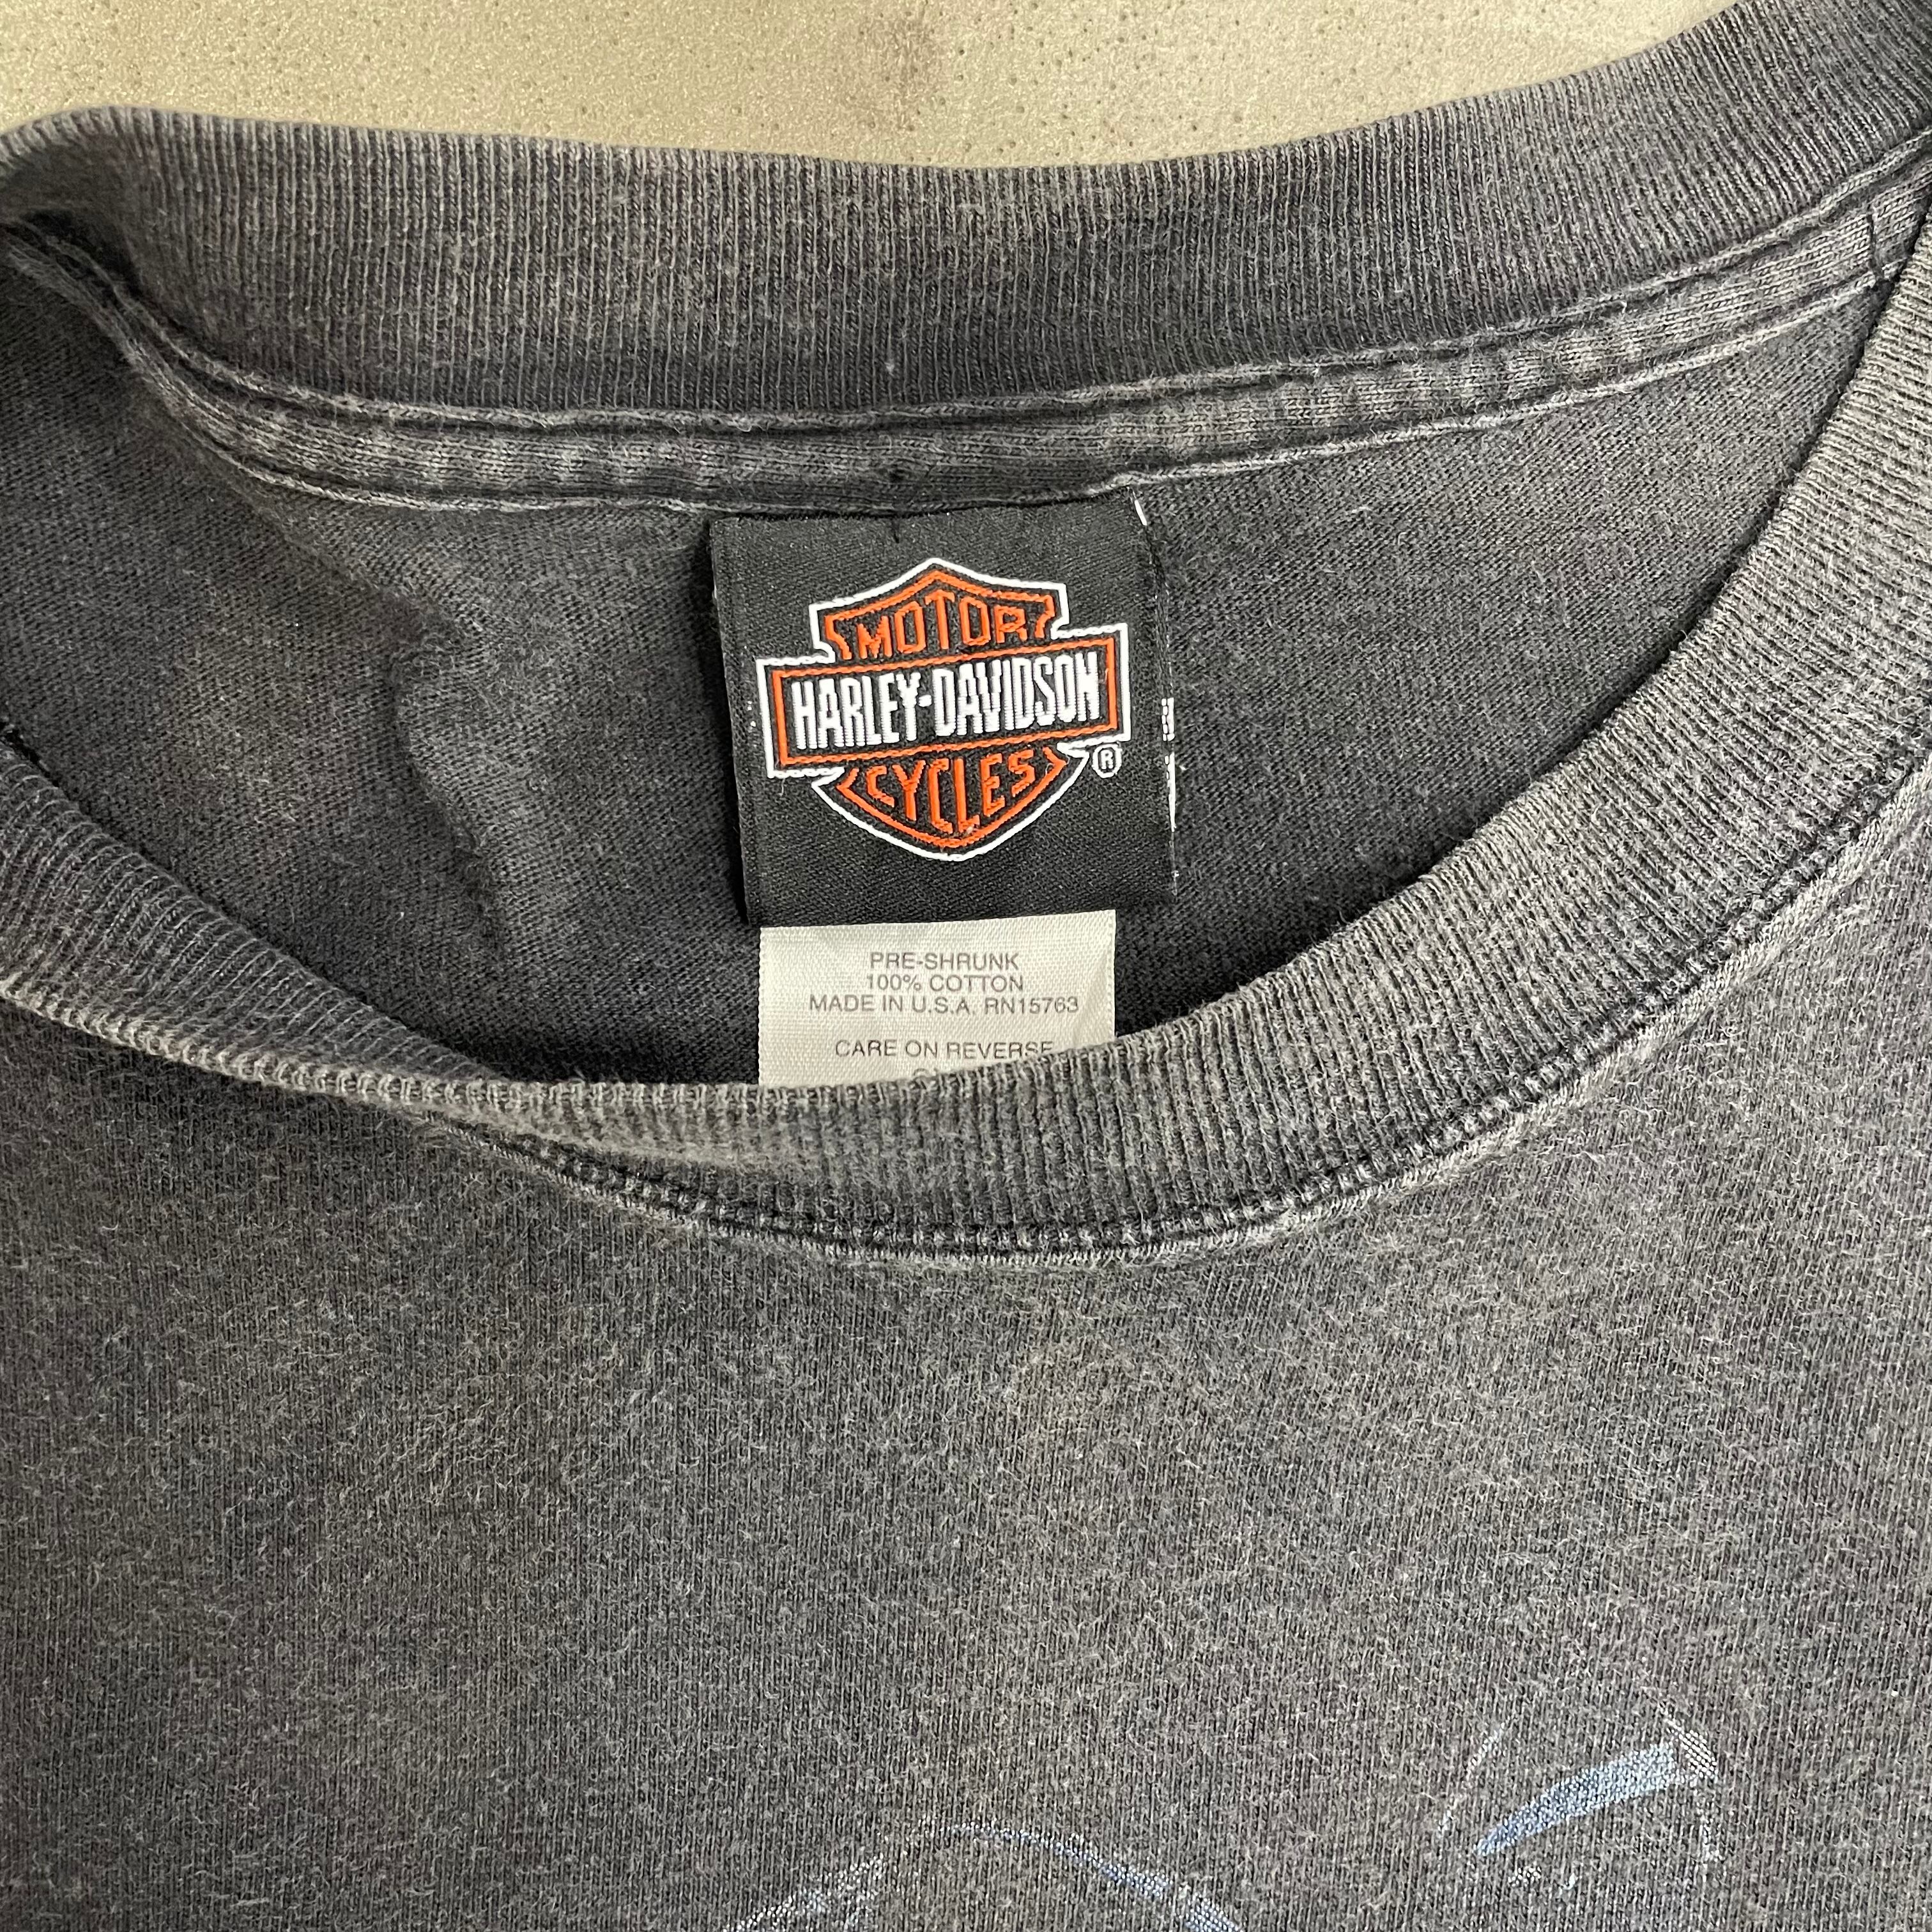 MOTOR
HARLEY-DAVIDSON
CYCLES ®
PRE-SHRUNK
100% COTTON
MADE IN U.S.A. RN15763
CARE ON REVERSE